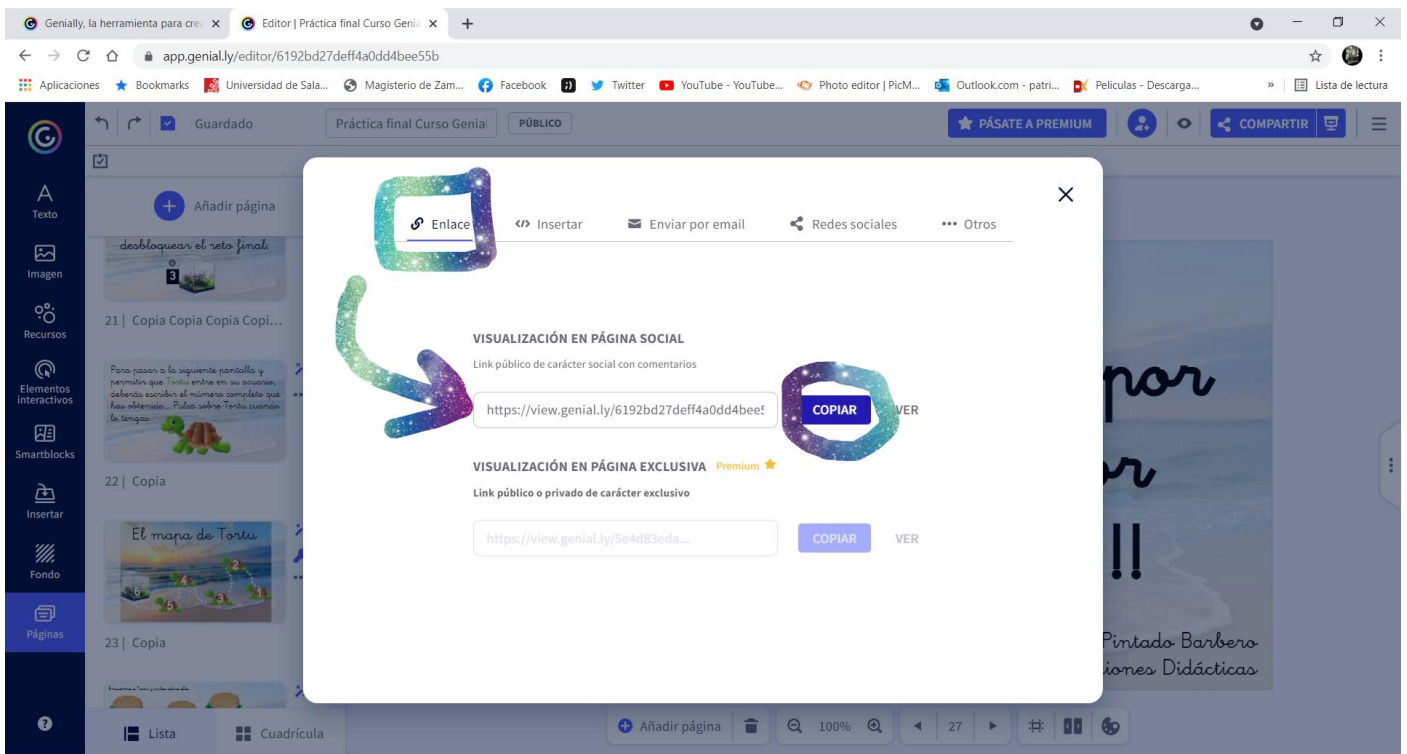 Genially, la herramienta para cre
Editor | Práctica final Curso Genia
app.genial.ly/editor/6192bd27deff4a0dd4bee55b
Aplicaciones Bookmarks Universidad de Sala... Magisterio de Zam... Facebook Twitter YouTube - YouTube... Photo editor | PicM... Outlook.com - patri... Peliculas - Descarga... » Lista de lectura
Guardado Práctica final Curso Genial PÚBLICO PÁSATE A PREMIUM COMPARTIR
Texto
Imagen
Recursos
Elementos
interactivos
Smartblocks
Insertar
Fondo
Páginas
Añadir página
desbloquear el reto final:
3
21 | Copia Copia Copia Copi...
Para pasar a la siguiente pantalla y
permitir que Tortu entre en su acuario,
deberás escribir el número completo que
has obtenido... Pulsa sobre Tortu cuando
lo tengas
22 | Copia
El mapa de Tortu
2
4
6
5
3
23 | Copia
Lista Cuadrícula
Enlace Insertar Enviar por email Redes sociales Otros
VISUALIZACIÓN EN PÁGINA SOCIAL
Link público de carácter social con comentarios
https://view.genial.ly/6192bd27deff4a0dd4bee5 COPIAR VER
VISUALIZACIÓN EN PÁGINA EXCLUSIVA Premium
Link público o privado de carácter exclusivo
https://view.genial.ly/5e4d83eda... COPIAR VER
por
!!
Pintado Barbero
iones Didácticas
Añadir página 100% 27